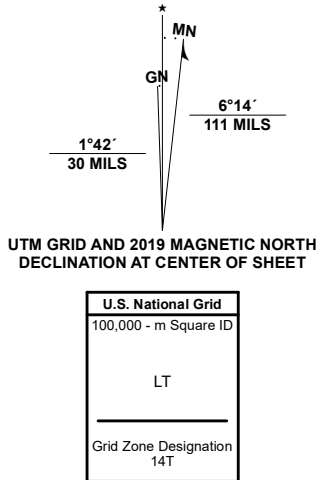 MN
GN
6°14´
111 MILS
1°42´
30 MILS
UTM GRID AND 2019 MAGNETIC NORTH
DECLINATION AT CENTER OF SHEET
U.S. National Grid
100,000 - m Square ID
LT
Grid Zone Designation
14T